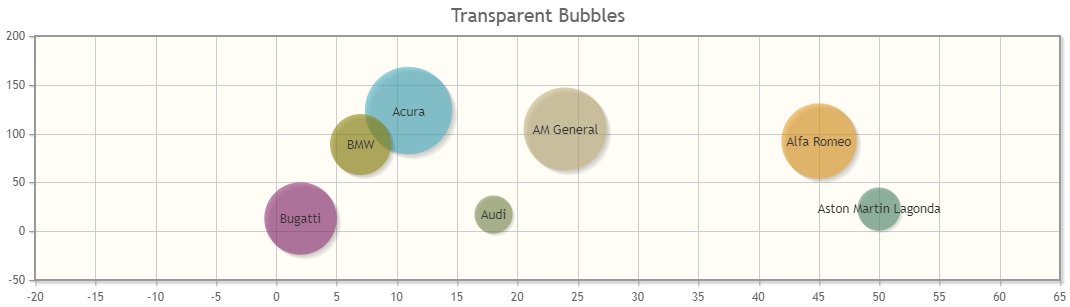 Transparent Bubbles
200
150
100
50
0
-50
Acura
AM General
BMW
Alfa Romeo
Aston Martin Lagonda
Audi
Bugatti
-20 -15 -10 -5 0 5 10 15 20 25 30 35 40 45 50 55 60 65